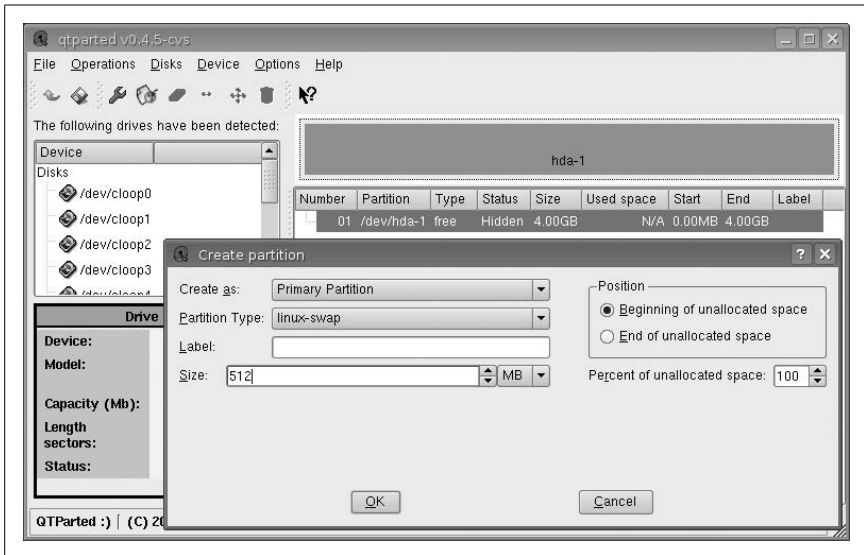 qtparted v0.4.5-cvs
File Operations Disks Device Options Help
The following drives have been detected:
Device
Disks
/dev/cloop0
/dev/cloop1
/dev/cloop2
/dev/cloop3
hda-1
Number Partition Type Status Size Used space Start End Label
01 /dev/hda-1 free Hidden 4.00GB N/A 0.00MB 4.00GB
Drive
Device:
Model:
Capacity (Mb):
Length
sectors:
Status:
QTParted :) (C) 20
Create partition
Create as: Primary Partition
Partition Type: linux-swap
Label:
Size: 512 MB
Position
Beginning of unallocated space
End of unallocated space
Percent of unallocated space: 100
OK Cancel